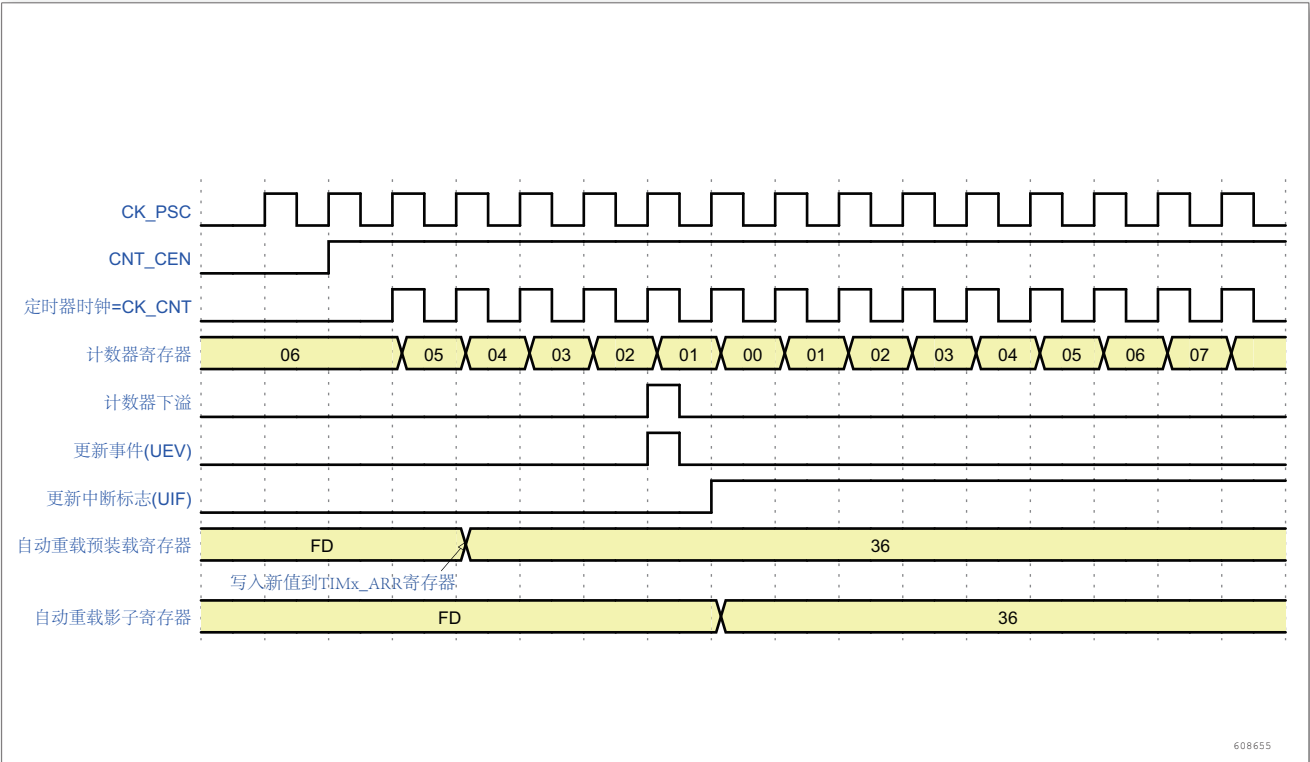 CK_PSC
CNT_CEN
定时器时钟=CK_CNT
计数器寄存器 06 05 04 03 02 01 00 01 02 03 04 05 06 07
计数器下溢
更新事件(UEV)
更新中断标志(UIF)
自动重载预装载寄存器 FD 36
写入新值到TIMx_ARR寄存器
自动重载影子寄存器 FD 36
608655